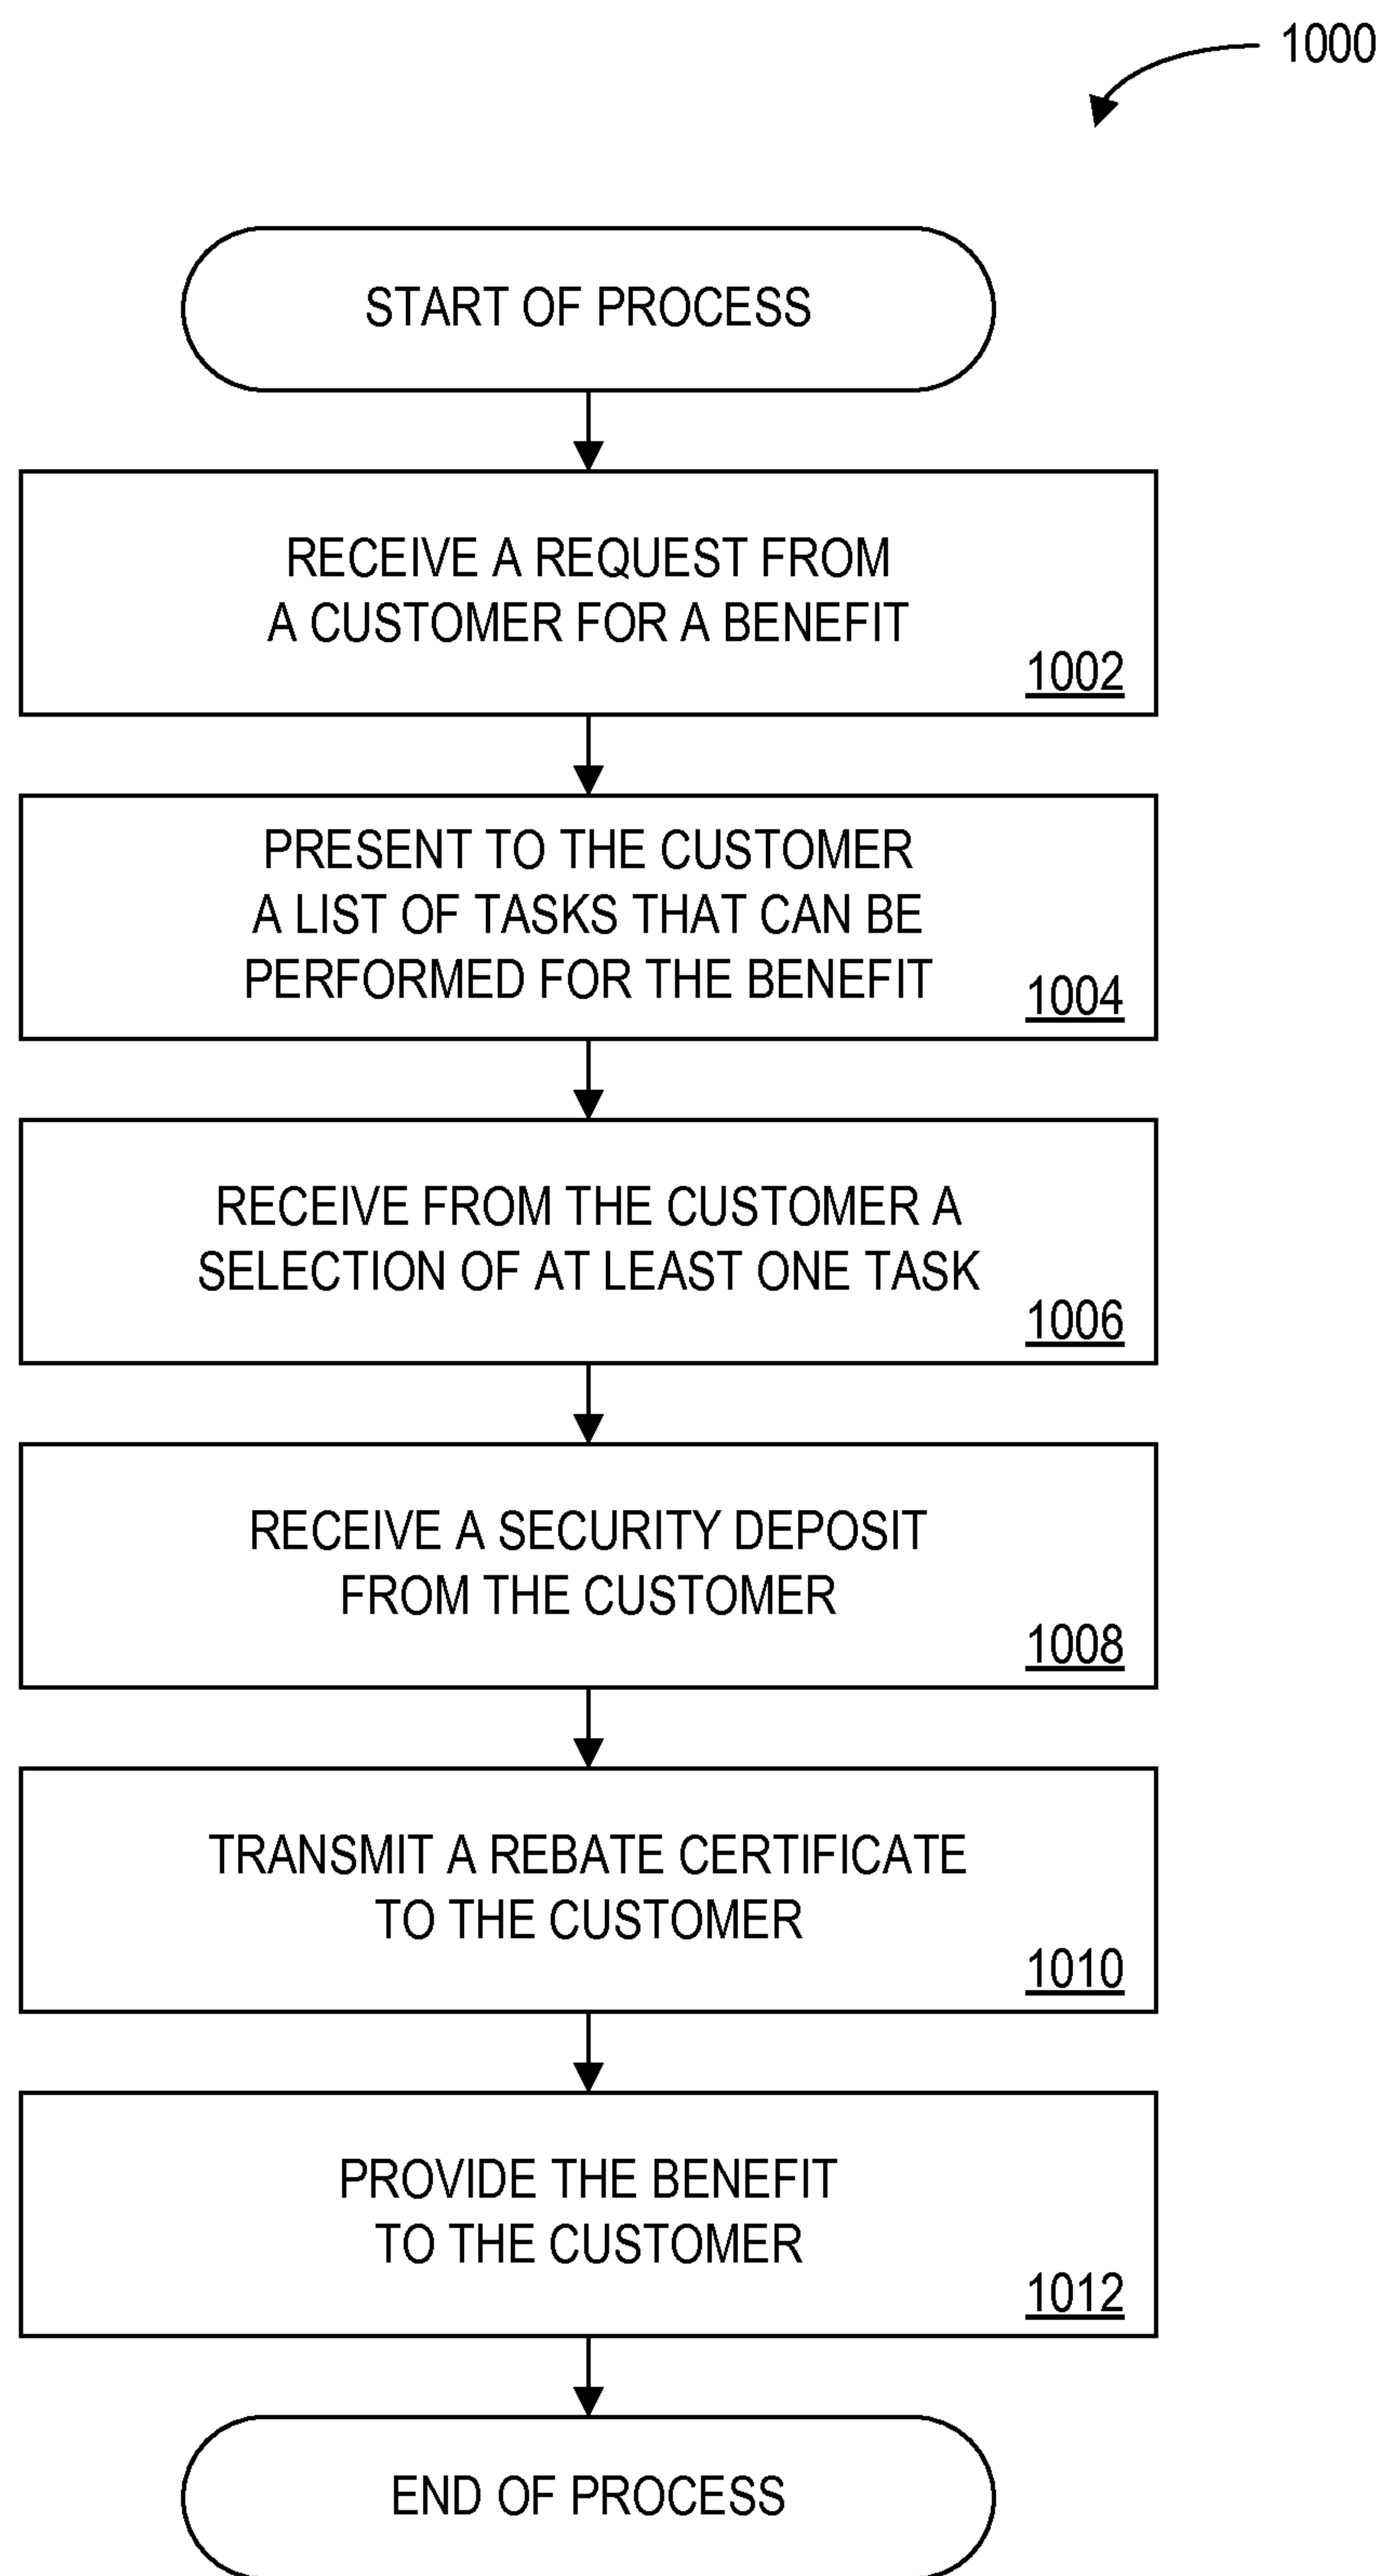 1000
START OF PROCESS
RECEIVE A REQUEST FROM
A CUSTOMER FOR A BENEFIT
1002
PRESENT TO THE CUSTOMER
A LIST OF TASKS THAT CAN BE
PERFORMED FOR THE BENEFIT
1004
RECEIVE FROM THE CUSTOMER A
SELECTION OF AT LEAST ONE TASK
1006
RECEIVE A SECURITY DEPOSIT
FROM THE CUSTOMER
1008
TRANSMIT A REBATE CERTIFICATE
TO THE CUSTOMER
1010
PROVIDE THE BENEFIT
TO THE CUSTOMER
1012
END OF PROCESS